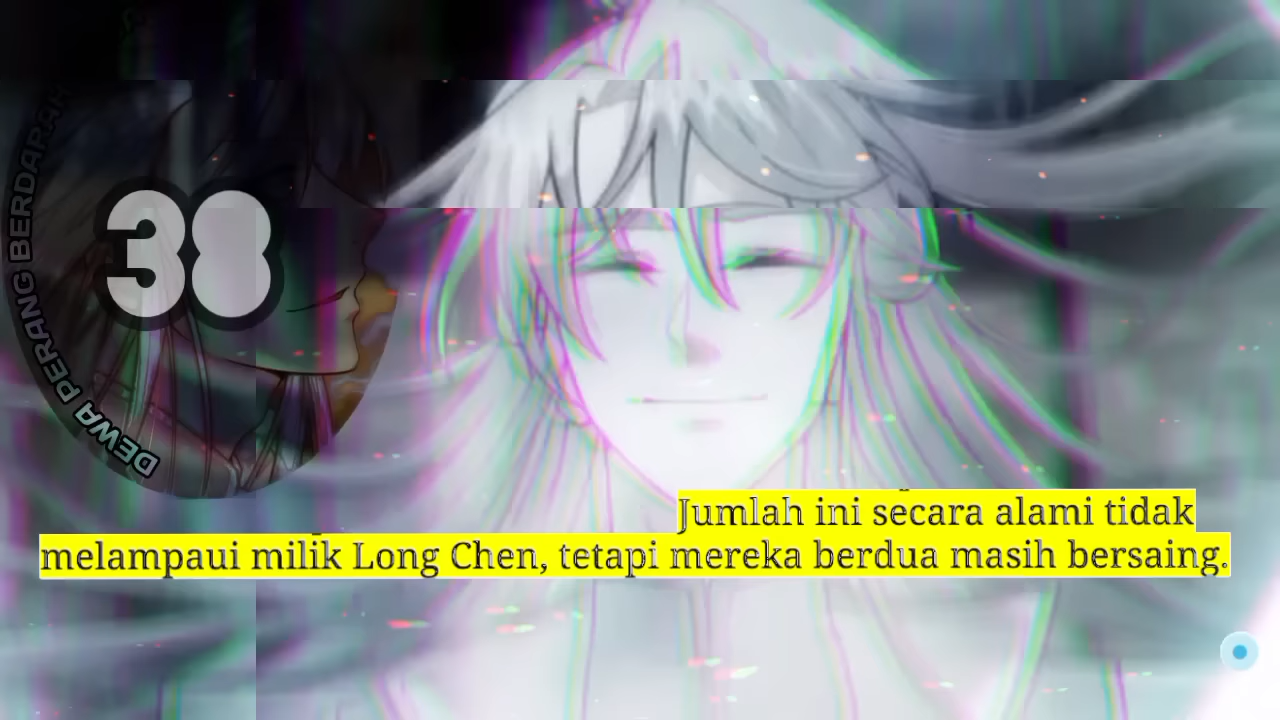 DEWA PERANG BERDARAH
38
Jumlah ini secara alami tidak
melampaui milik Long Chen, tetapi mereka berdua masih bersaing.